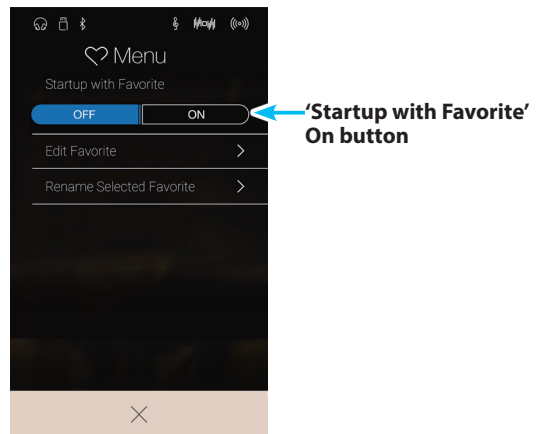 Menu
Startup with Favorite
OFF ON
'Startup with Favorite'
On button
Edit Favorite
Rename Selected Favorite